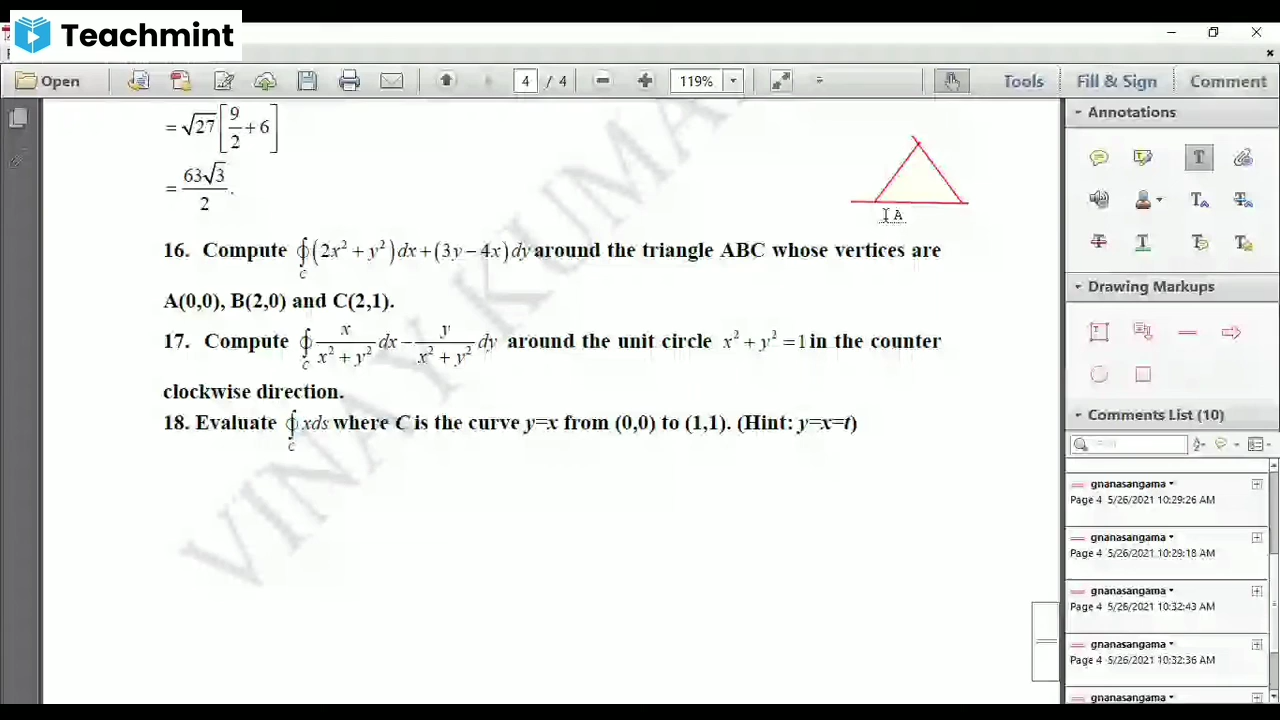 Teachmint
Open
4 / 4
119%
Tools
Fill & Sign
Comment
Annotations
= √27 [9/2 + 6]
= 63√3/2.
A
16. Compute ∮_C (2x² + y²) dx + (3y − 4x) dy around the triangle ABC whose vertices are
A(0,0), B(2,0) and C(2,1).
17. Compute ∮_C x/(x² + y²) dx − y/(x² + y²) dy around the unit circle x² + y² = 1 in the counter
clockwise direction.
18. Evaluate ∮_C xds where C is the curve y=x from (0,0) to (1,1). (Hint: y=x=t)
VINAY KUMA
Drawing Markups
Comments List (10)
gnanasangama
Page 4 5/26/2021 10:29:26 AM
gnanasangama
Page 4 5/26/2021 10:29:18 AM
gnanasangama
Page 4 5/26/2021 10:32:43 AM
gnanasangama
Page 4 5/26/2021 10:32:36 AM
gnanasangama